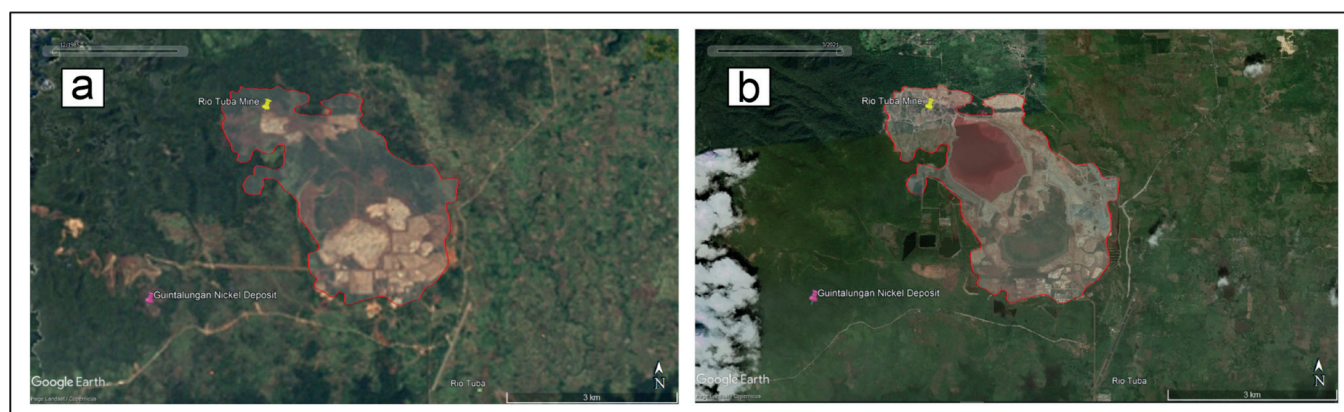 a
Rio Tuba Mine
Guintalungan Nickel Deposit
Google Earth
Rio Tuba
3 km
N
b
Rio Tuba Mine
Guintalungan Nickel Deposit
Google Earth
Rio Tuba
3 km
N